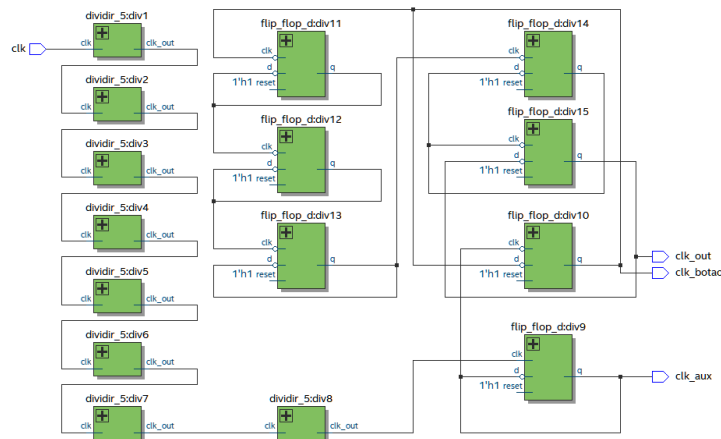 dividir_5:div1
clk
clk
clk_out
dividir_5:div2
clk
clk_out
dividir_5:div3
clk
clk_out
dividir_5:div4
clk
clk_out
dividir_5:div5
clk
clk_out
dividir_5:div6
clk
clk_out
dividir_5:div7
clk
clk_out
dividir_5:div8
clk
clk_out
flip_flop_d:div11
clk
d
q
1'h1 reset
flip_flop_d:div12
clk
d
q
1'h1 reset
flip_flop_d:div13
clk
d
q
1'h1 reset
flip_flop_d:div14
clk
d
q
1'h1 reset
flip_flop_d:div15
clk
d
q
1'h1 reset
flip_flop_d:div10
clk
d
q
1'h1 reset
flip_flop_d:div9
clk
d
q
1'h1 reset
clk_out
clk_botao
clk_aux